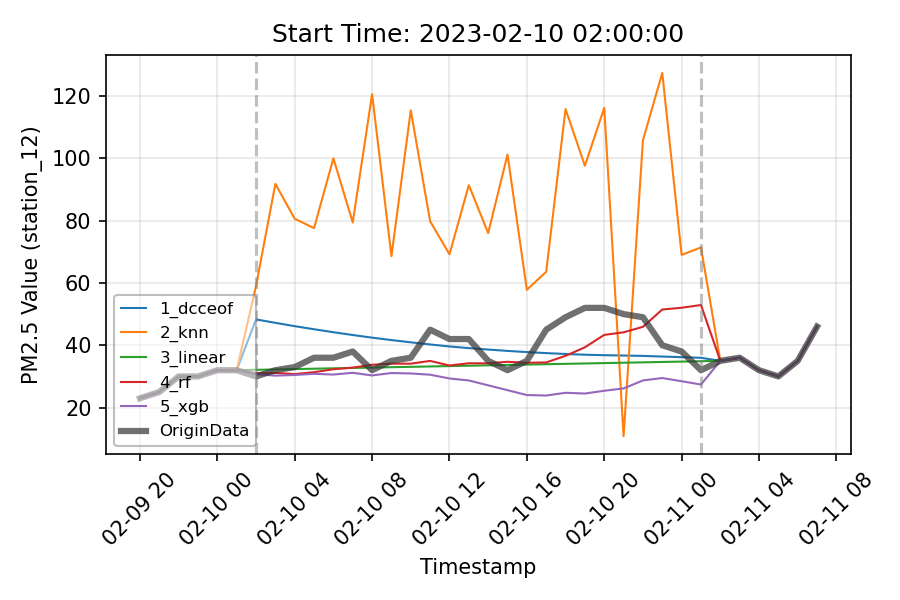 Start Time: 2023-02-10 02:00:00
PM2.5 Value (station_12)
120
100
80
60
40
20
1_dcceof
2_knn
3_linear
4_rf
5_xgb
OriginData
02-09 20
02-10 00
02-10 04
02-10 08
02-10 12
02-10 16
02-10 20
02-11 00
02-11 04
02-11 08
Timestamp